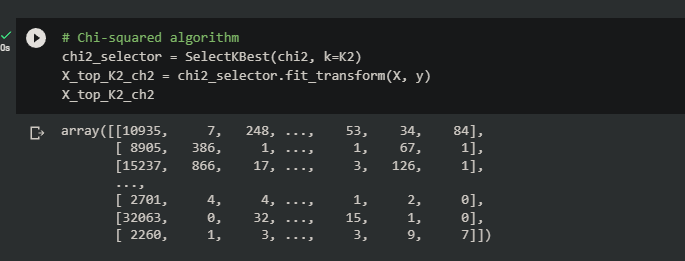 # Chi-squared algorithm
0s
chi2_selector = SelectKBest(chi2, k=K2)
X_top_K2_ch2 = chi2_selector.fit_transform(X, y)
X_top_K2_ch2
array([[10935,     7,   248, ...,    53,    34,    84],
       [ 8905,   386,     1, ...,     1,    67,     1],
       [15237,   866,    17, ...,     3,   126,     1],
       ...,
       [ 2701,     4,     4, ...,     1,     2,     0],
       [32063,     0,    32, ...,    15,     1,     0],
       [ 2260,     1,     3, ...,     3,     9,     7]])